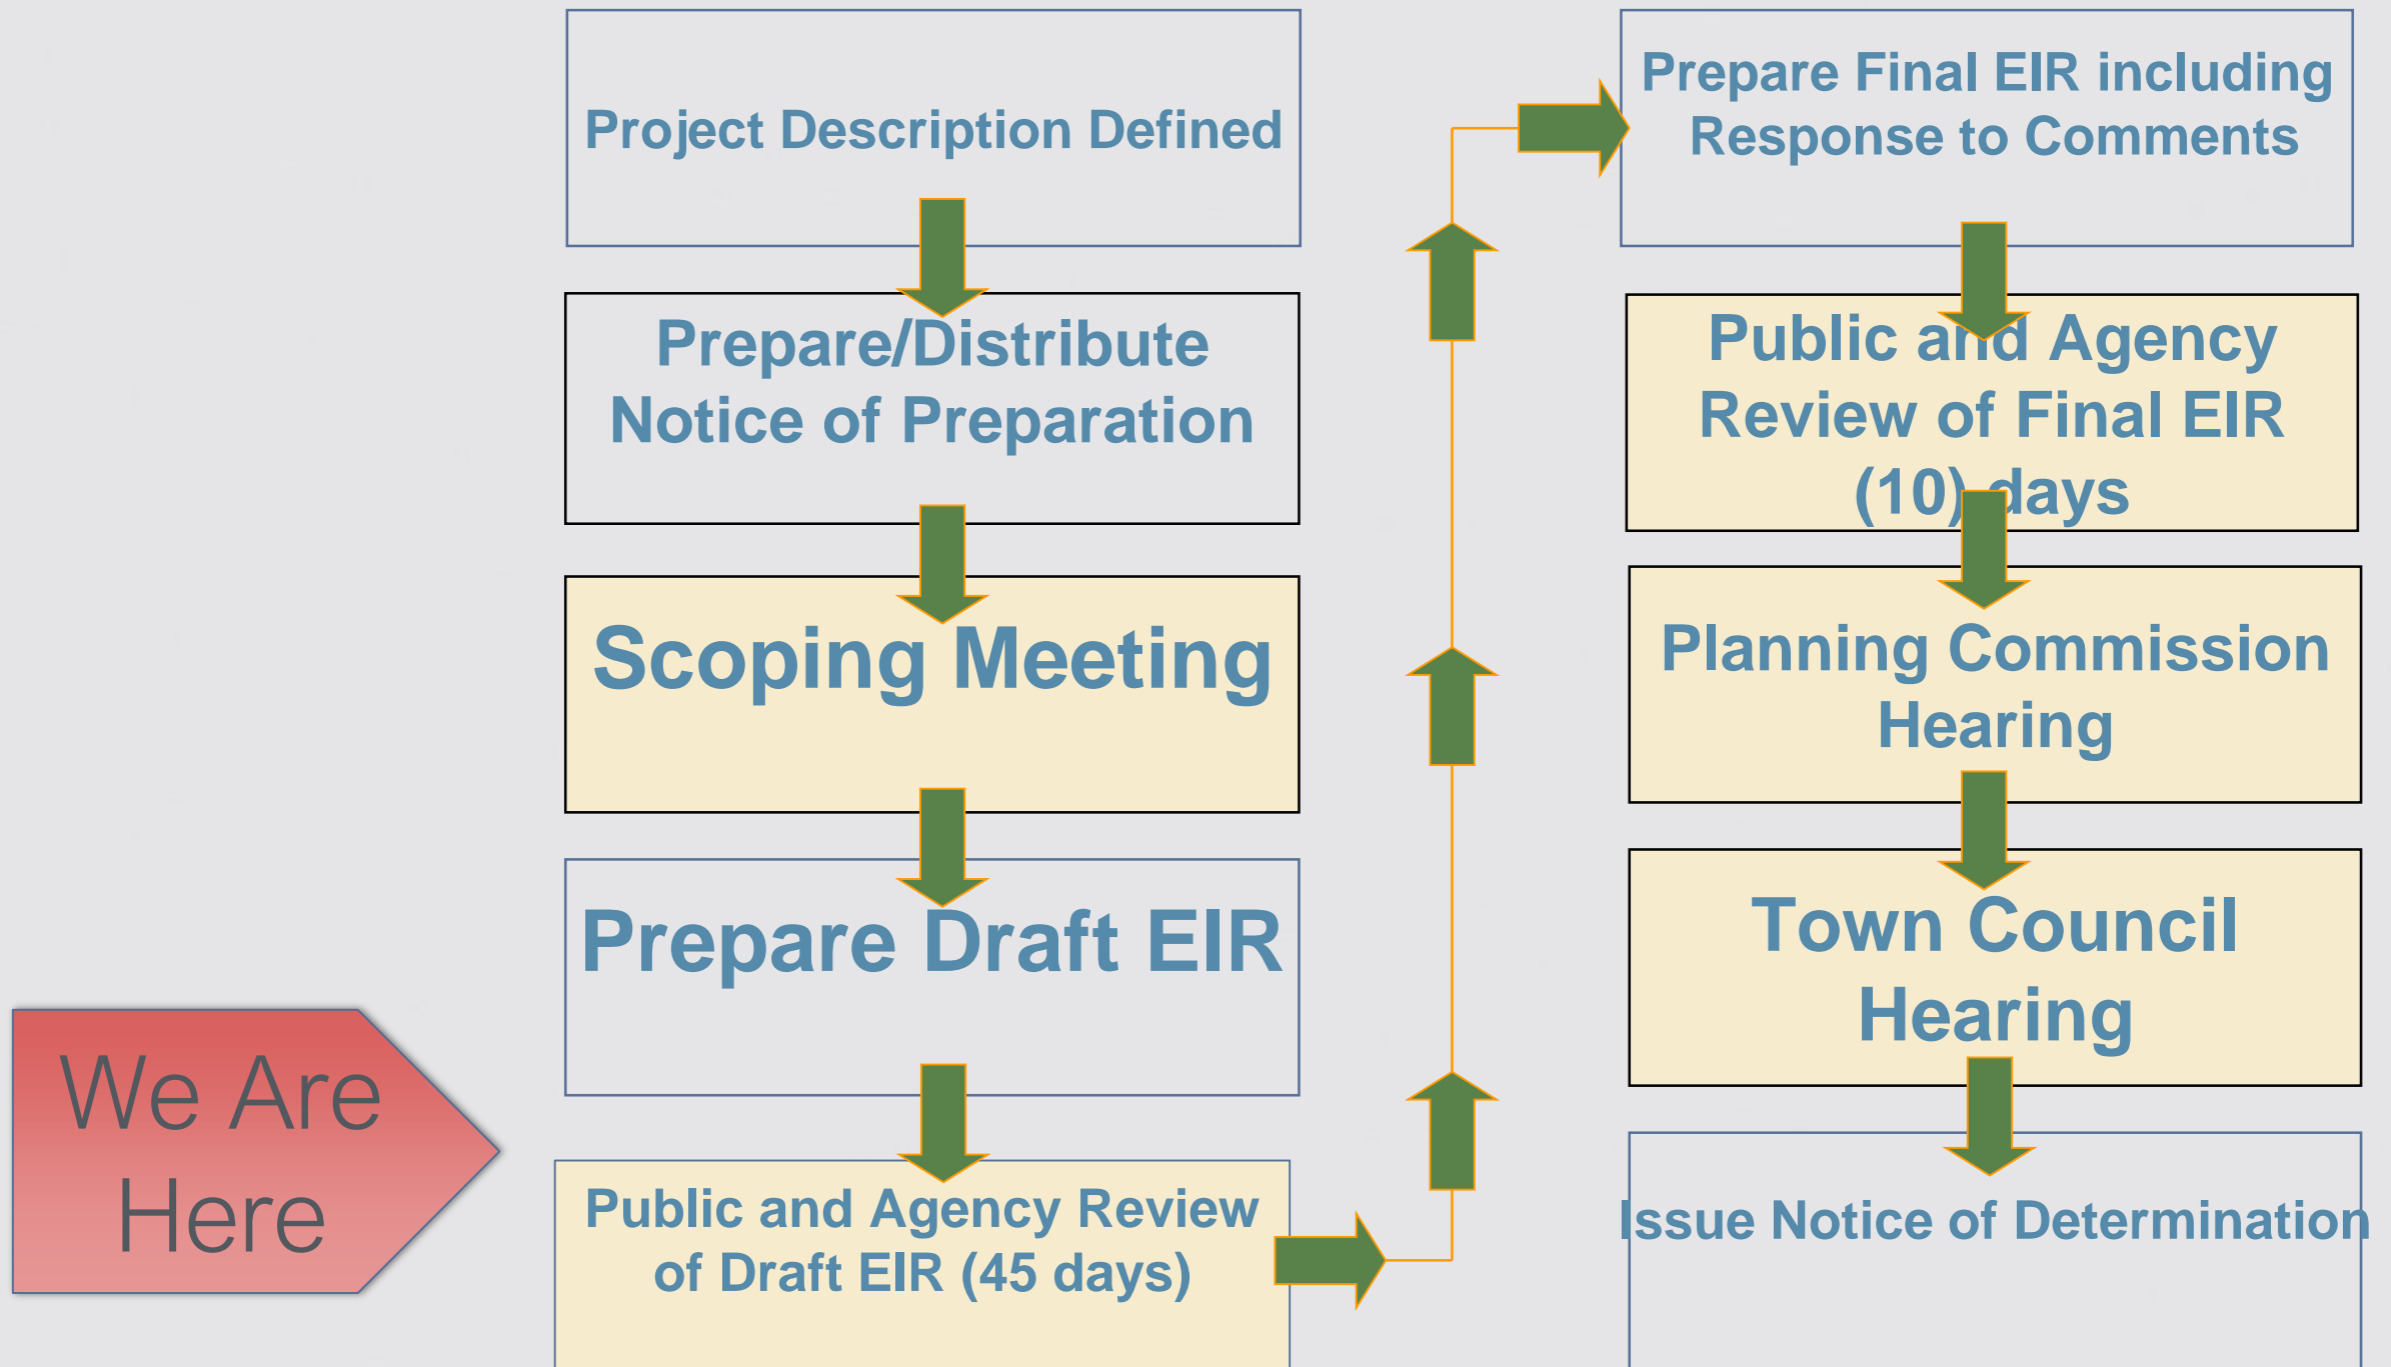 Project Description Defined
Prepare/Distribute
Notice of Preparation
Scoping Meeting
Prepare Draft EIR
We Are
Here
Public and Agency Review
of Draft EIR (45 days)
Prepare Final EIR including
Response to Comments
Public and Agency
Review of Final EIR
(10) days
Planning Commission
Hearing
Town Council
Hearing
Issue Notice of Determination